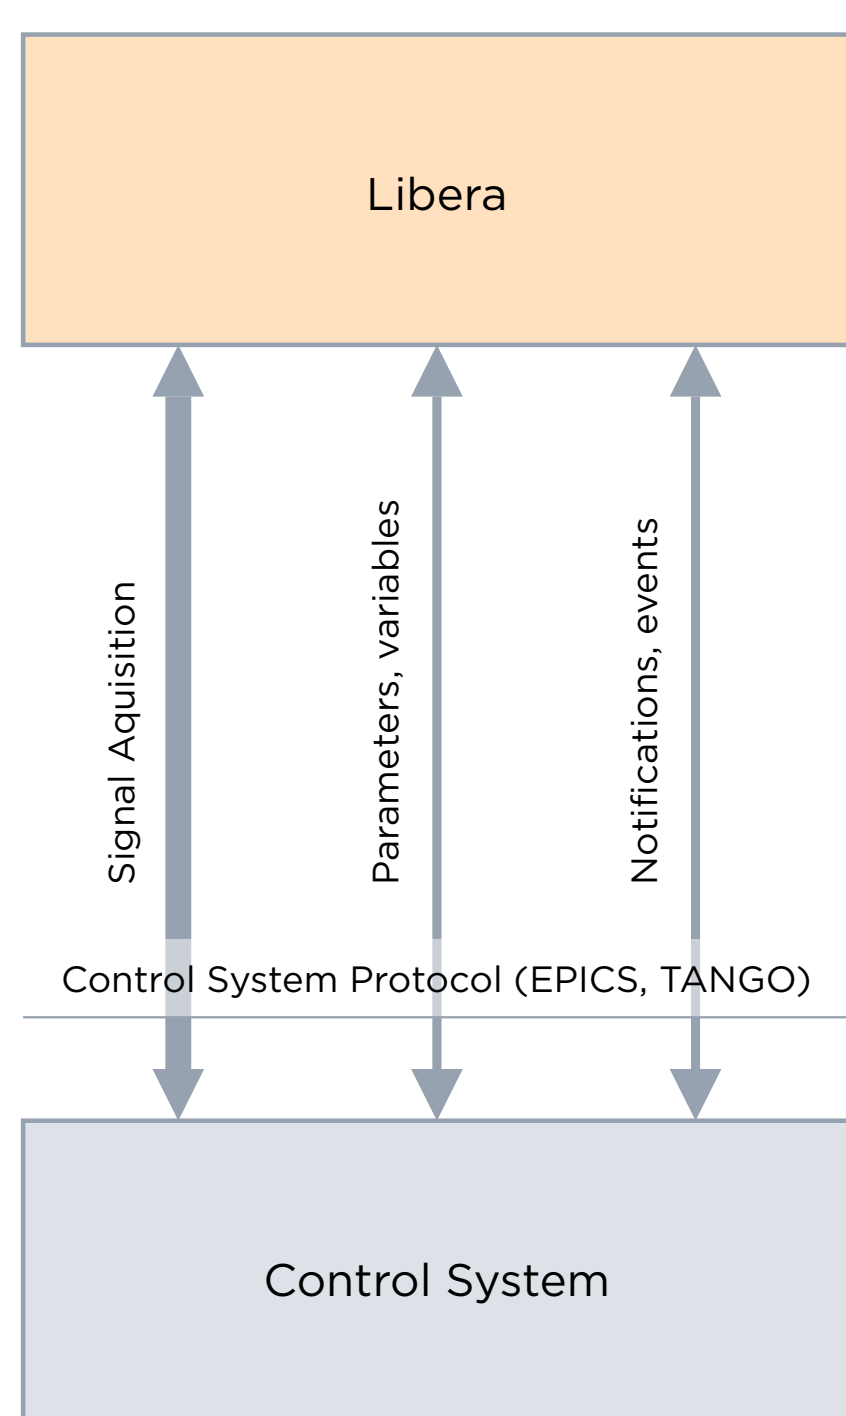 Libera
Signal Aquisition
Parameters, variables
Notifications, events
Control System Protocol (EPICS, TANGO)
Control System